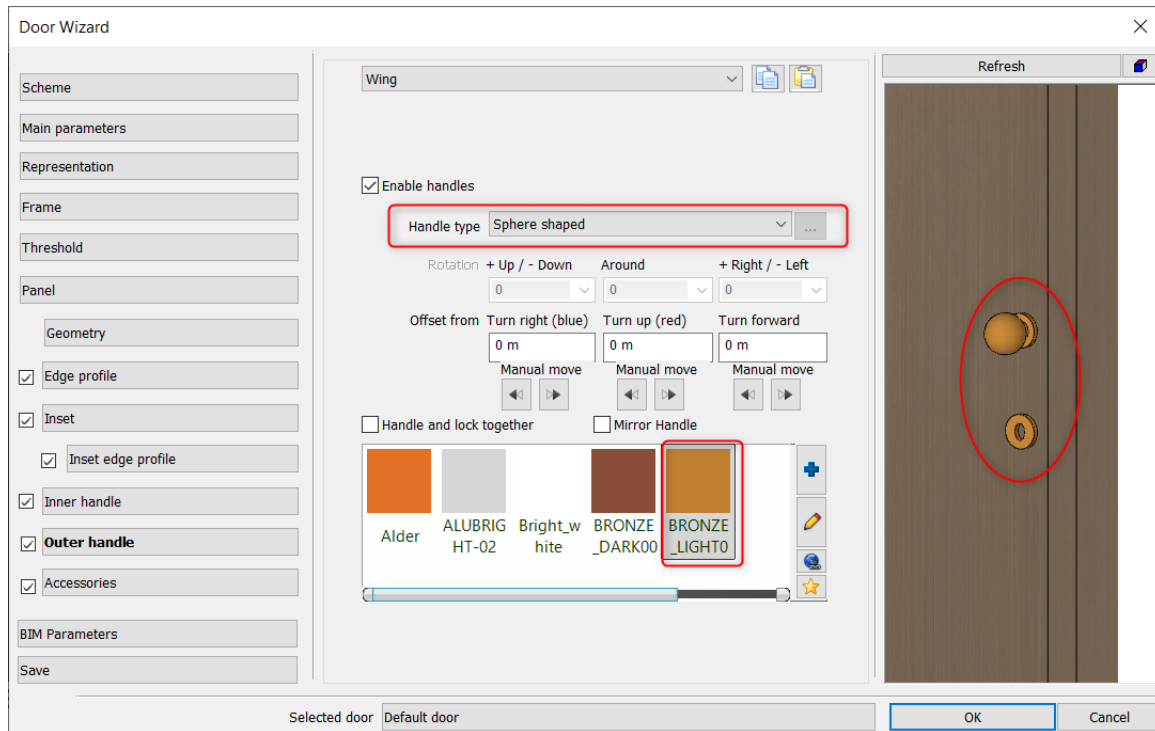 Door Wizard
Scheme
Main parameters
Representation
Frame
Threshold
Panel
Geometry
Edge profile
Inset
Inset edge profile
Inner handle
Outer handle
Accessories
BIM Parameters
Save
Wing
Enable handles
Handle type Sphere shaped ...
Rotation + Up / - Down Around + Right / - Left
0 0 0
Offset from Turn right (blue) Turn up (red) Turn forward
0 m 0 m 0 m
Manual move Manual move Manual move
Handle and lock together Mirror Handle
Alder
ALUBRIG
HT-02
Bright_w
hite
BRONZE
_DARK00
BRONZE
_LIGHT0
Refresh
Selected door Default door
OK Cancel